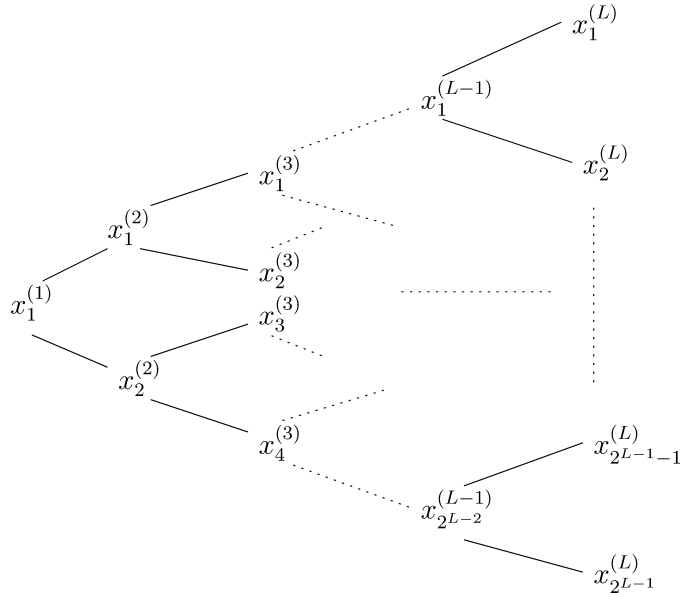 x_1^{(L)}
x_1^{(L-1)}
x_2^{(L)}
x_1^{(3)}
x_1^{(2)}
x_2^{(3)}
x_1^{(1)}
x_3^{(3)}
x_2^{(2)}
x_4^{(3)}
x_{2^{L-1}-1}^{(L)}
x_{2^{L-2}}^{(L-1)}
x_{2^{L-1}}^{(L)}